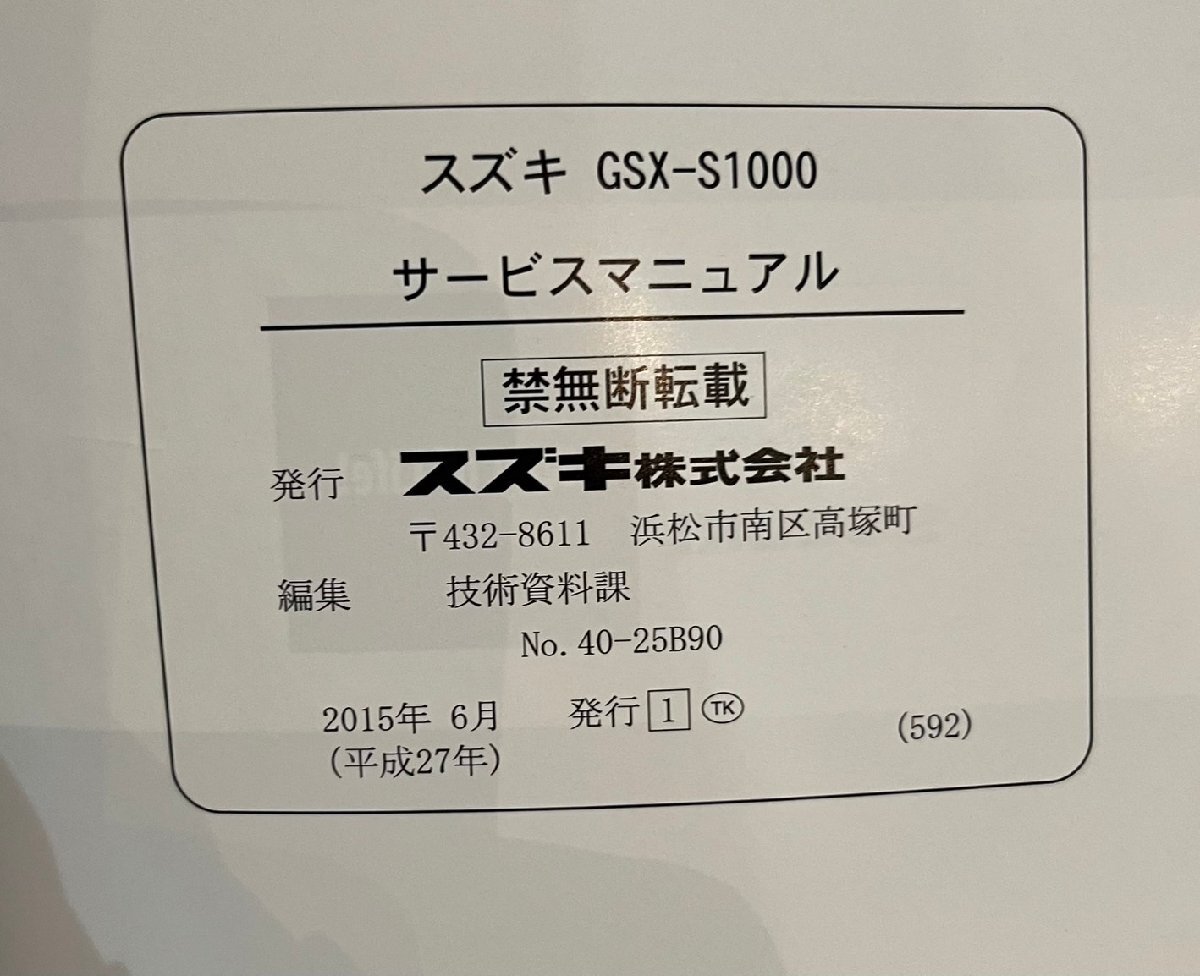 スズキ GSX-S1000
サービスマニュアル
禁無断転載
発行 スズキ株式会社
〒432-8611 浜松市南区高塚町
編集 技術資料課
No. 40-25B90
2015年 6月 発行 1 TK
(平成27年)
(592)